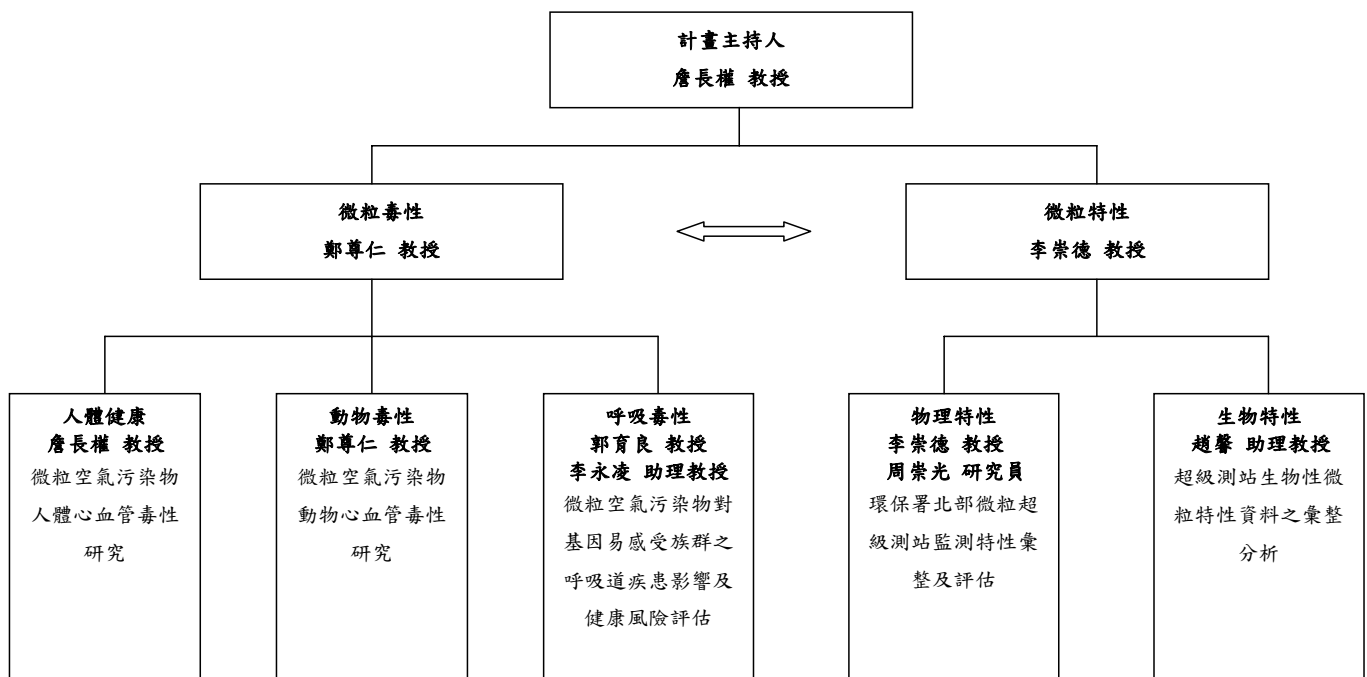 計畫主持人
詹長權 教授
微粒毒性
鄭尊仁 教授
微粒特性
李崇德 教授
人體健康
詹長權 教授
微粒空氣污染物
人體心血管毒性
研究
動物毒性
鄭尊仁 教授
微粒空氣污染物
動物心血管毒性
研究
呼吸毒性
郭育良 教授
李永凌 助理教授
微粒空氣污染物對
基因易感受族群之
呼吸道疾患影響及
健康風險評估
物理特性
李崇德 教授
周崇光 研究員
環保署北部微粒超
級測站監測特性彙
整及評估
生物特性
趙馨 助理教授
超級測站生物性微
粒特性資料之彙整
分析